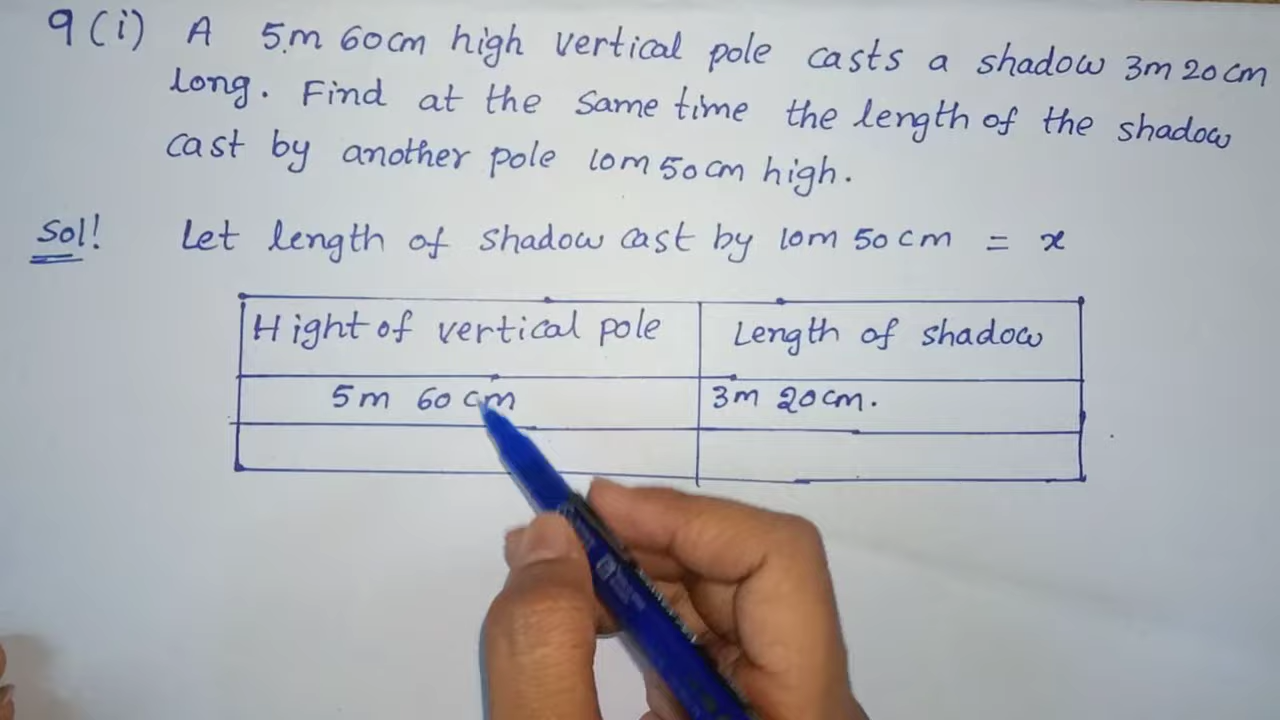 9 (i) A 5.m 60cm high vertical pole casts a shadow 3m 20cm
long. Find at the same time the length of the shadow
cast by another pole 10m 50cm high.
Sol! Let length of shadow cast by 10m 50cm = x
Hight of vertical pole Length of shadow
5m 60cm 3m 20cm.